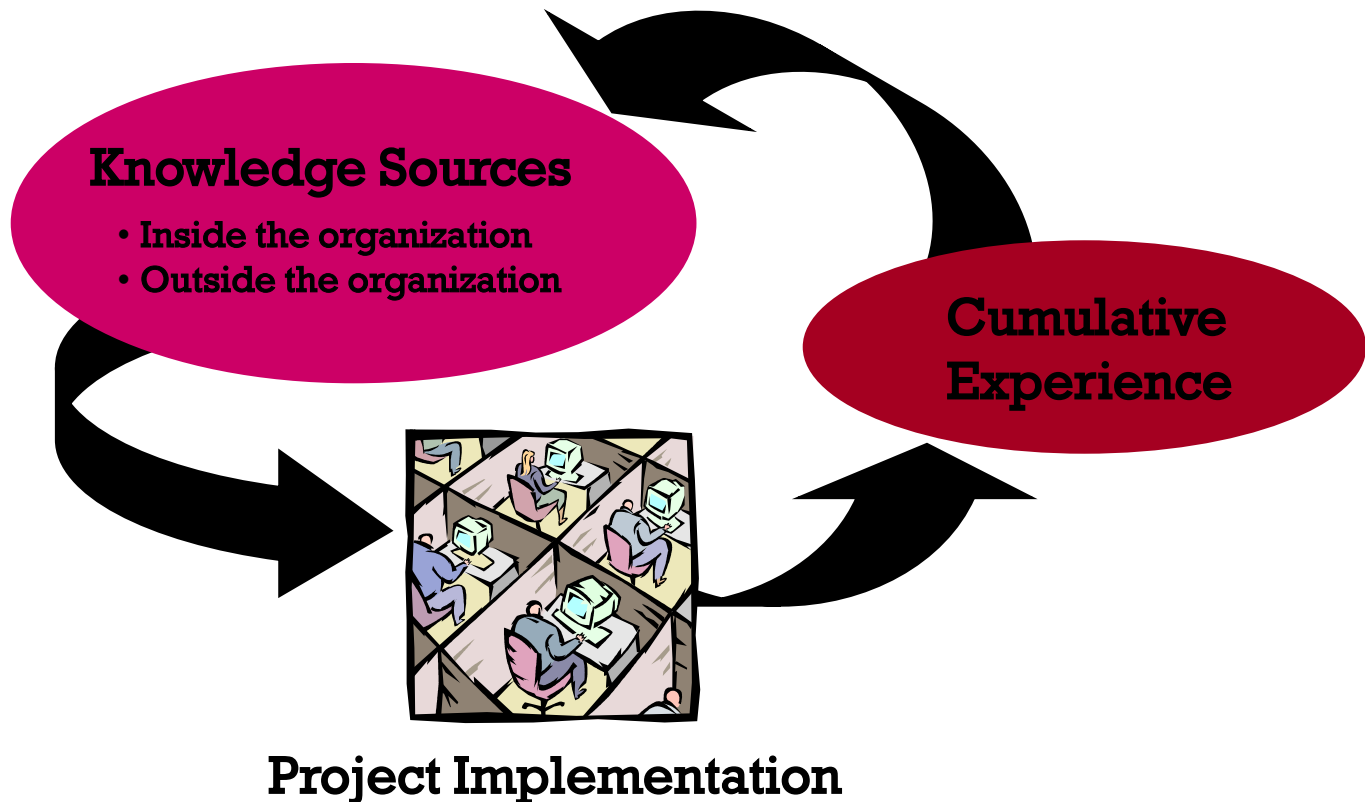 Knowledge Sources
• Inside the organization
• Outside the organization
Cumulative
Experience
Project Implementation